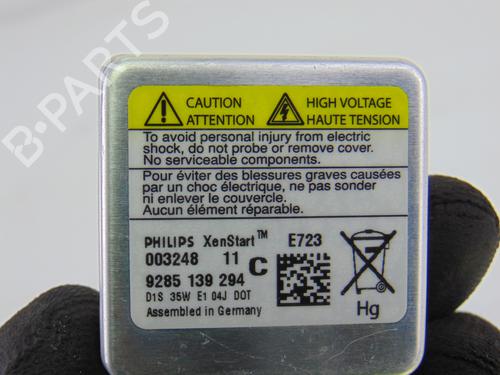 B-PARTS
CAUTION
ATTENTION
HIGH VOLTAGE
HAUTE TENSION
To avoid personal injury from electric
shock, do not probe or remove cover.
No serviceable components.
Pour éviter des blessures graves causées
par un choc électrique, ne pas sonder
ni enlever le couvercle.
Aucun élément réparable.
PHILIPS XenStart™ E723
003248 11 C
9285 139 294
D1S 35W E1 04J DOT
Assembled in Germany
Hg